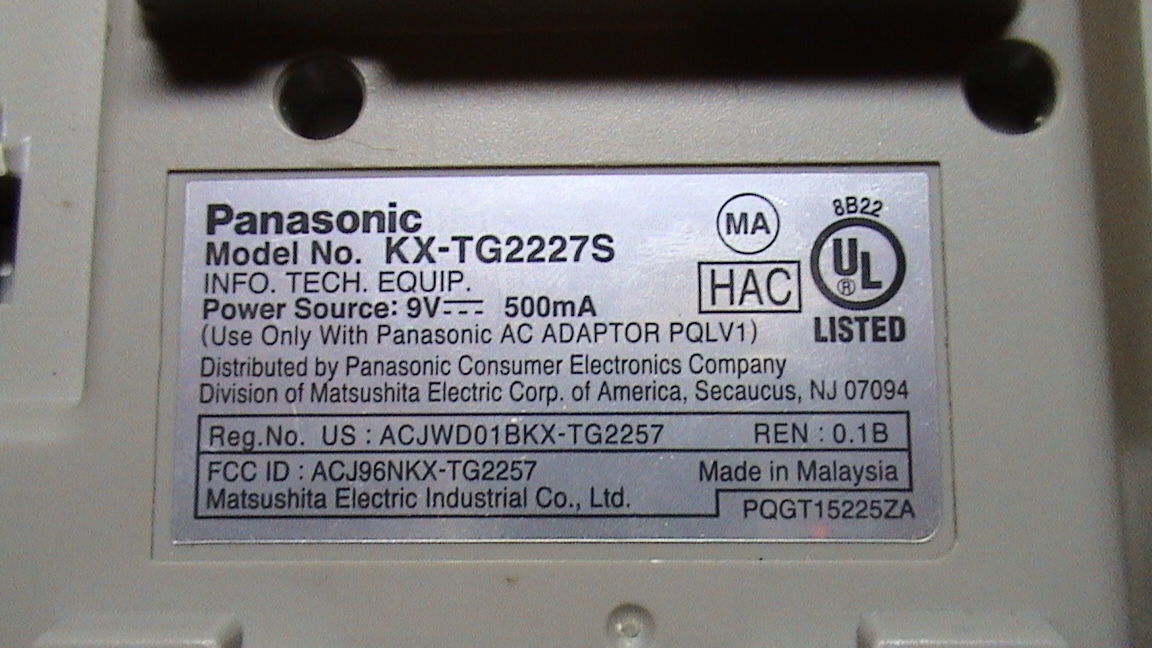 Panasonic
Model No. KX-TG2227S
INFO. TECH. EQUIP.
Power Source: 9V⎓ 500mA
(Use Only With Panasonic AC ADAPTOR PQLV1)
MA
HAC
8B22
UL
®
LISTED
Distributed by Panasonic Consumer Electronics Company
Division of Matsushita Electric Corp. of America, Secaucus, NJ 07094
Reg.No. US : ACJWD01BKX-TG2257 REN : 0.1B
FCC ID : ACJ96NKX-TG2257 Made in Malaysia
Matsushita Electric Industrial Co., Ltd.
PQGT15225ZA